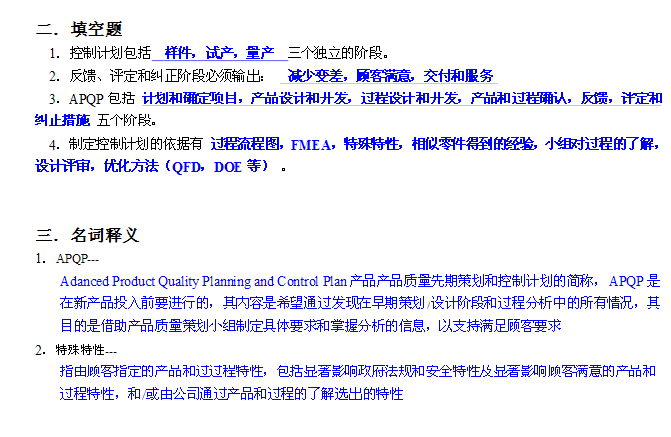 二．填空题
1．控制计划包括 样件，试产，量产 三个独立的阶段。
2．反馈、评定和纠正阶段必须输出： 减少变差，顾客满意，交付和服务
3．APQP 包括 计划和确定项目，产品设计和开发，过程设计和开发，产品和过程确认，反馈，评定和
纠正措施 五个阶段。
4．制定控制计划的依据有 过程流程图，FMEA，特殊特性，相似零件得到的经验，小组对过程的了解，
设计评审，优化方法（QFD，DOE 等） 。
三．名词释义
1．APQP---
Adanced Product Quality Planning and Control Plan 产品产品质量先期策划和控制计划的简称，APQP 是
在新产品投入前要进行的，其内容是希望通过发现在早期策划/设计阶段和过程分析中的所有情况，其
目的是借助产品质量策划小组制定具体要求和掌握分析的信息，以支持满足顾客要求
2．特殊特性---
指由顾客指定的产品和过过程特性，包括显著影响政府法规和安全特性及显著影响顾客满意的产品和
过程特性，和/或由公司通过产品和过程的了解选出的特性